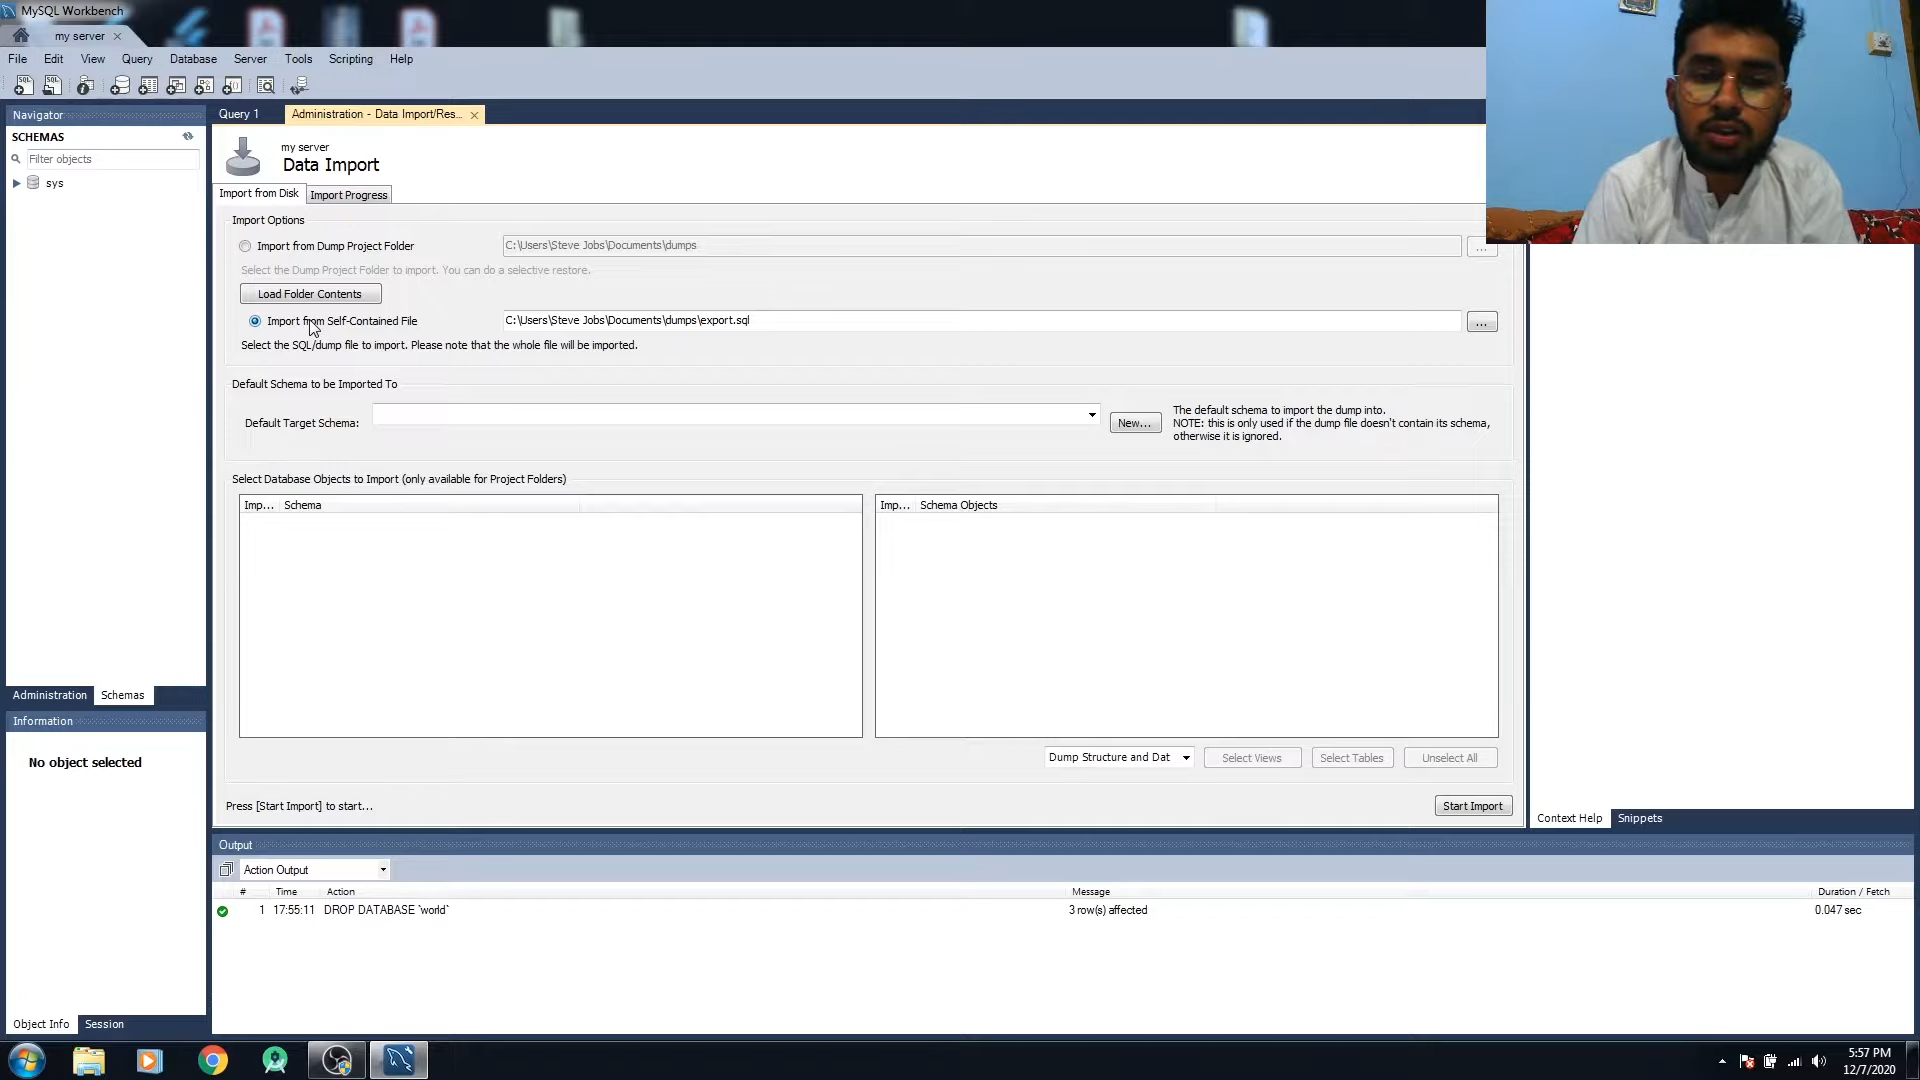 MySQL Workbench
my server
File Edit View Query Database Server Tools Scripting Help
Navigator
Query 1
Administration - Data Import/Res...
SCHEMAS
Filter objects
sys
my server
Data Import
Import from Disk
Import Progress
Import Options
Import from Dump Project Folder
C:\Users\Steve Jobs\Documents\dumps
...
Select the Dump Project Folder to import. You can do a selective restore.
Load Folder Contents
Import from Self-Contained File
C:\Users\Steve Jobs\Documents\dumps\export.sql
...
Select the SQL/dump file to import. Please note that the whole file will be imported.
Default Schema to be Imported To
Default Target Schema:
New...
The default schema to import the dump into.
NOTE: this is only used if the dump file doesn't contain its schema,
otherwise it is ignored.
Select Database Objects to Import (only available for Project Folders)
Imp... Schema
Imp... Schema Objects
Administration Schemas
Information
No object selected
Dump Structure and Dat
Select Views
Select Tables
Unselect All
Press [Start Import] to start...
Start Import
Context Help Snippets
Output
Action Output
# Time Action Message Duration / Fetch
1 17:55:11 DROP DATABASE `world` 3 row(s) affected 0.047 sec
Object Info Session
5:57 PM
12/7/2020